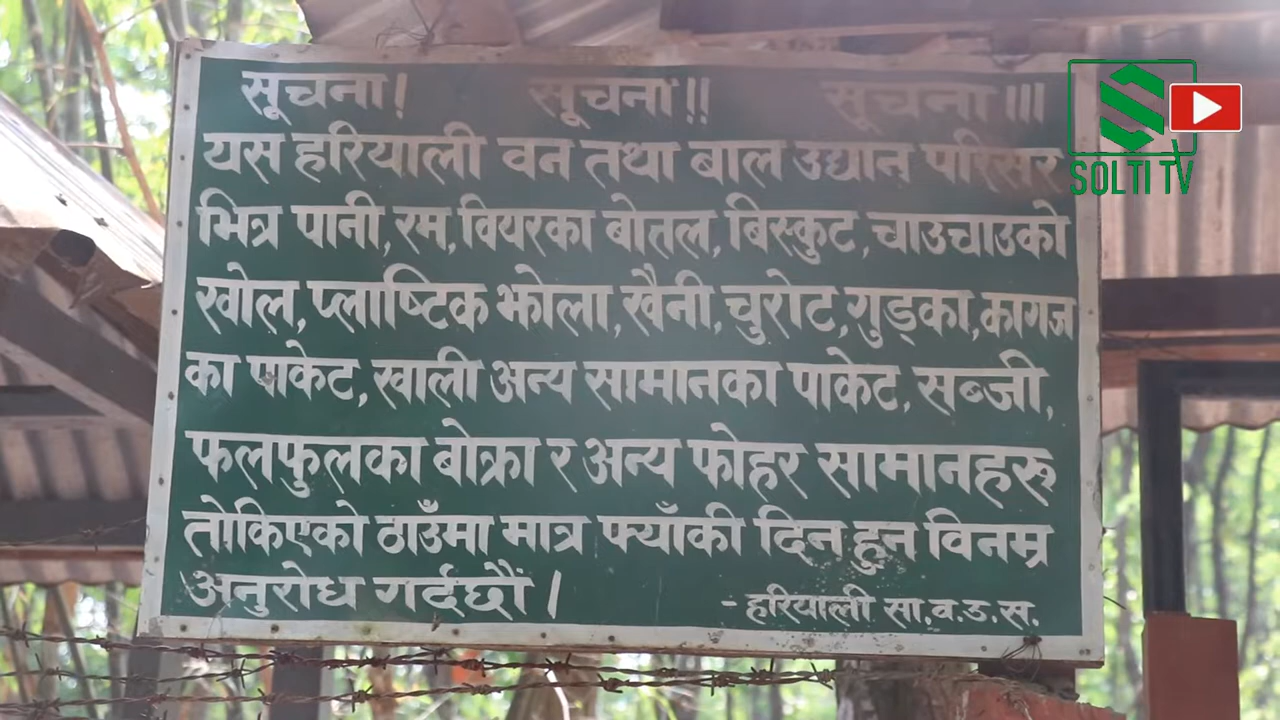 सूचना! सूचना!! सूचना!!!
यस हरियाली वन तथा बाल उद्यान परिसर
भित्र पानी, रम, वियरका बोतल, बिस्कुट, चाउचाउको
खोल, प्लाष्टिक झोला, खैनी, चुरोट, गुड्का, कागज
का पाकेट, खाली अन्य सामानका पाकेट, सब्जी,
फलफुलका बोक्रा र अन्य फोहर सामानहरू
तोकिएको ठाउँमा मात्र फ्याँकी दिन हुन विनम्र
अनुरोध गर्दछौं।
- हरियाली सा.व.उ.स.
SOLTI TV